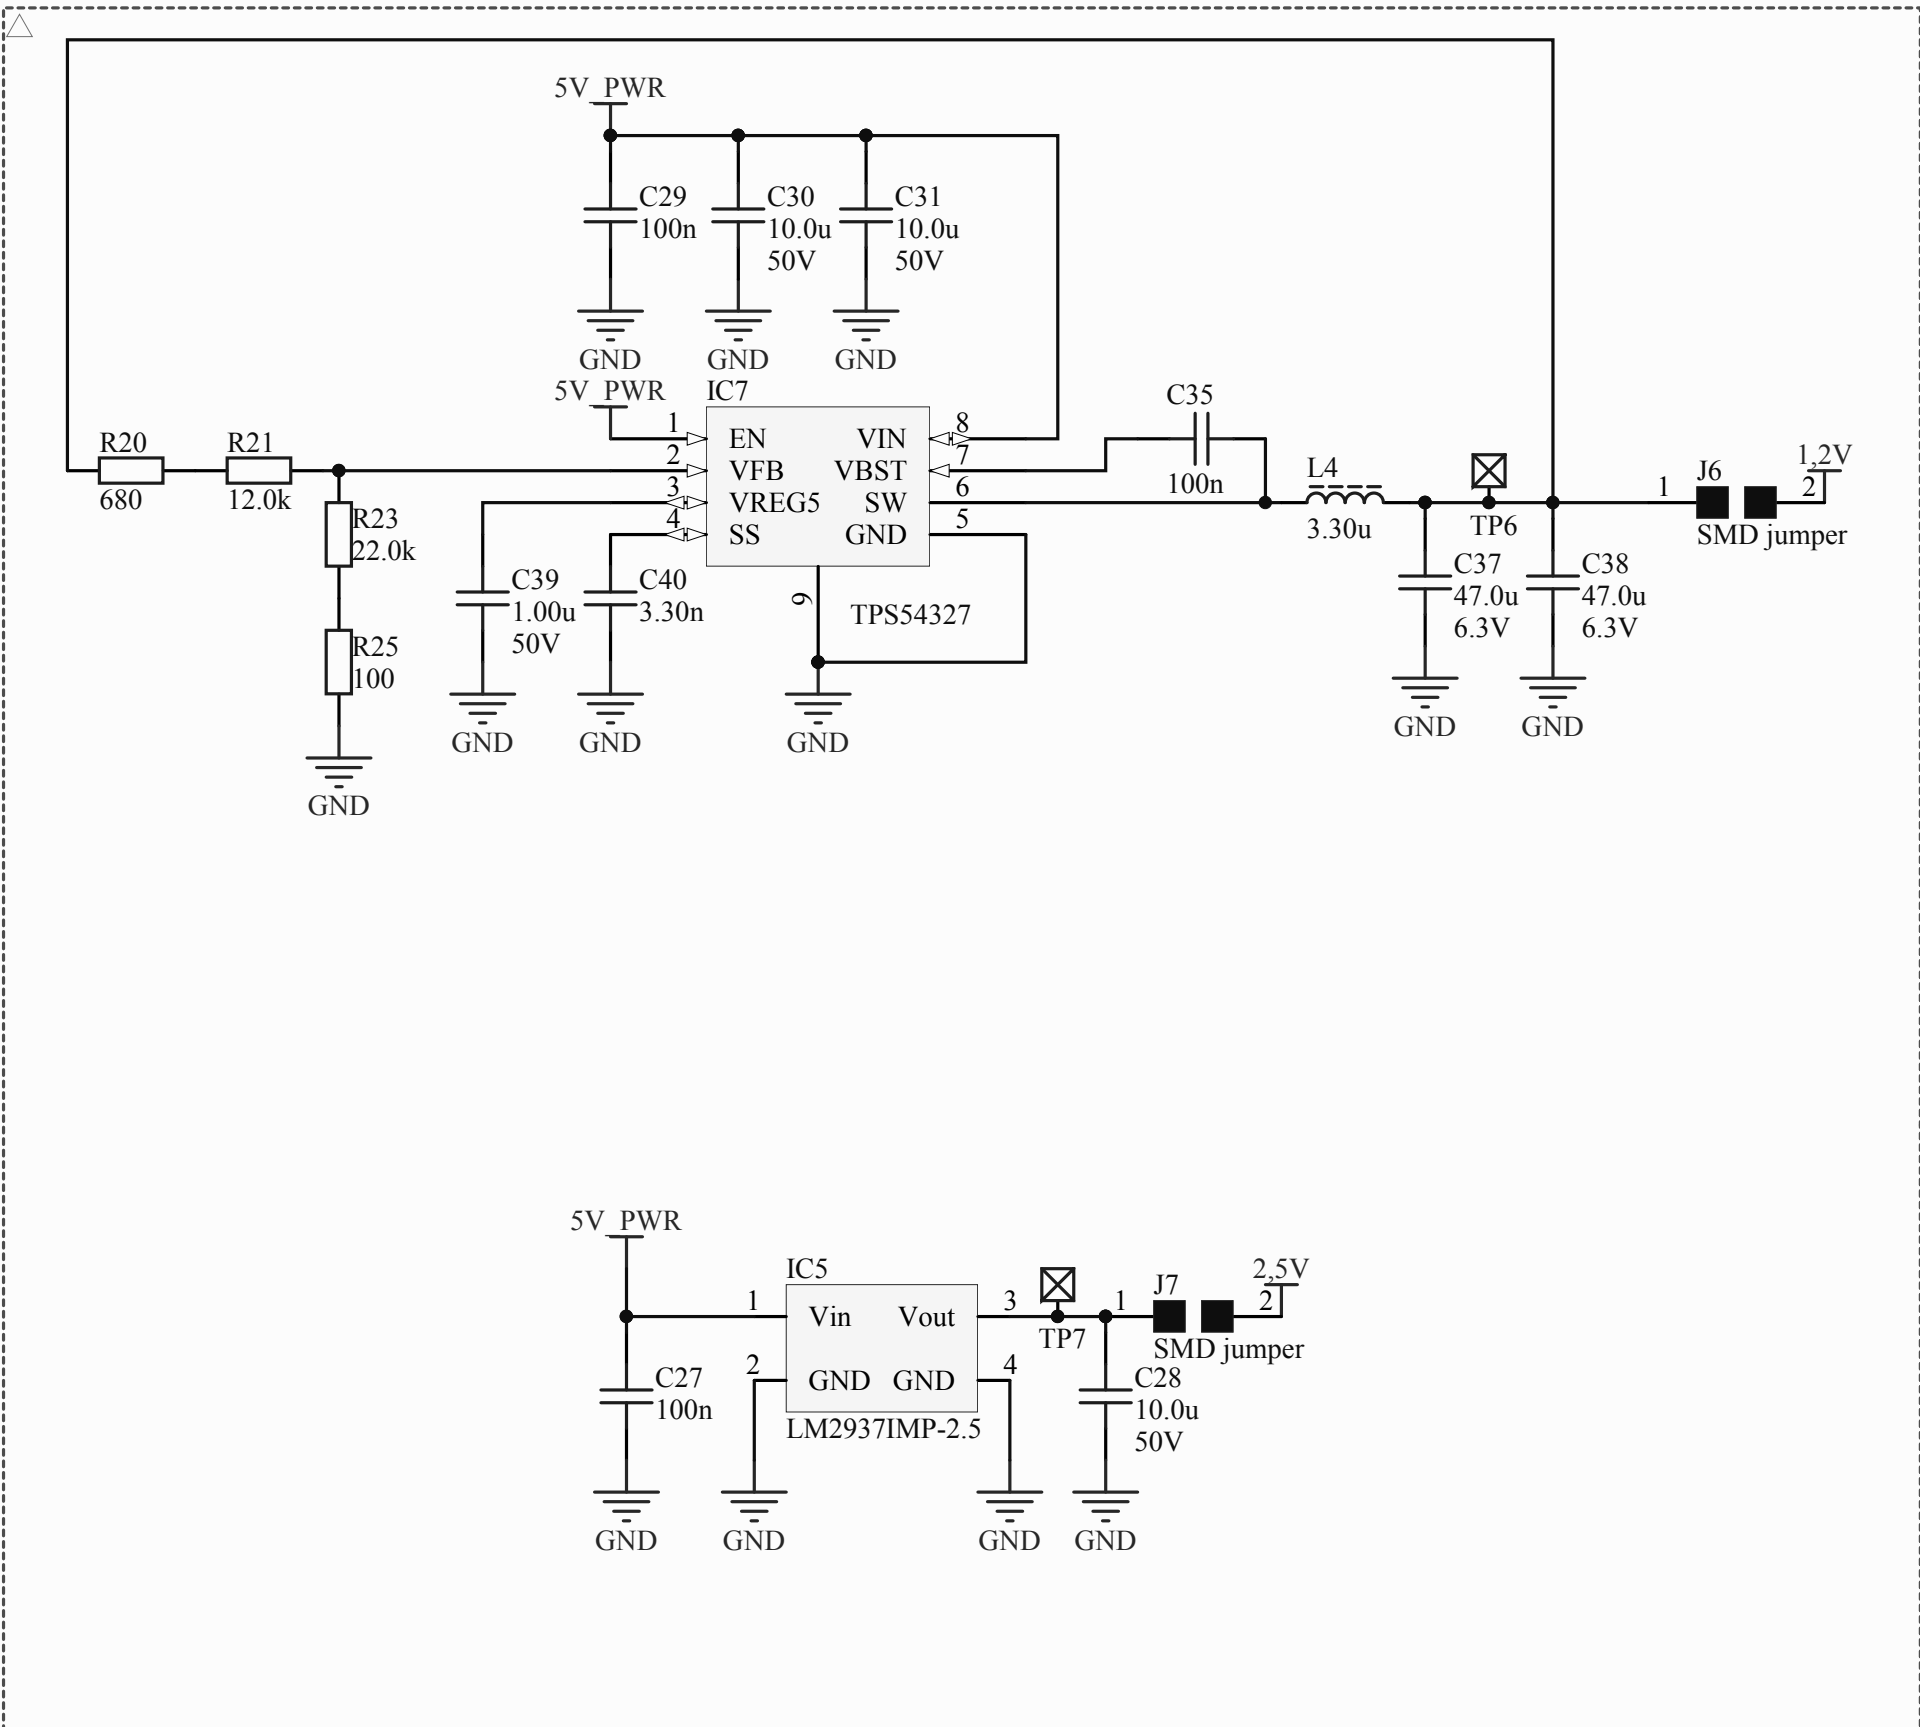 5V_PWR
C29
100n
C30
10.0u
50V
C31
10.0u
50V
GND
GND
GND
5V_PWR
IC7
1
2
3
4
EN
VFB
VREG5
SS
VIN
VBST
SW
GND
8
7
6
5
9
TPS54327
GND
R20
680
R21
12.0k
R23
22.0k
R25
100
GND
C39
1.00u
50V
GND
C40
3.30n
GND
C35
100n
L4
3.30u
TP6
C37
47.0u
6.3V
GND
C38
47.0u
6.3V
GND
1
J6
2
1,2V
SMD jumper
5V_PWR
C27
100n
GND
IC5
1
2
Vin
Vout
GND
GND
3
4
LM2937IMP-2.5
GND
GND
TP7
1
J7
2
2,5V
SMD jumper
C28
10.0u
50V
GND